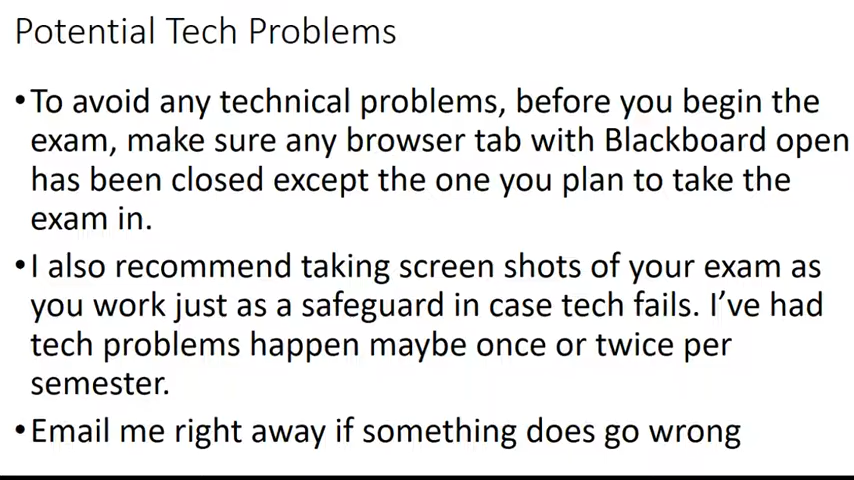 Potential Tech Problems
•To avoid any technical problems, before you begin the
exam, make sure any browser tab with Blackboard open
has been closed except the one you plan to take the
exam in.
•I also recommend taking screen shots of your exam as
you work just as a safeguard in case tech fails. I’ve had
tech problems happen maybe once or twice per
semester.
•Email me right away if something does go wrong